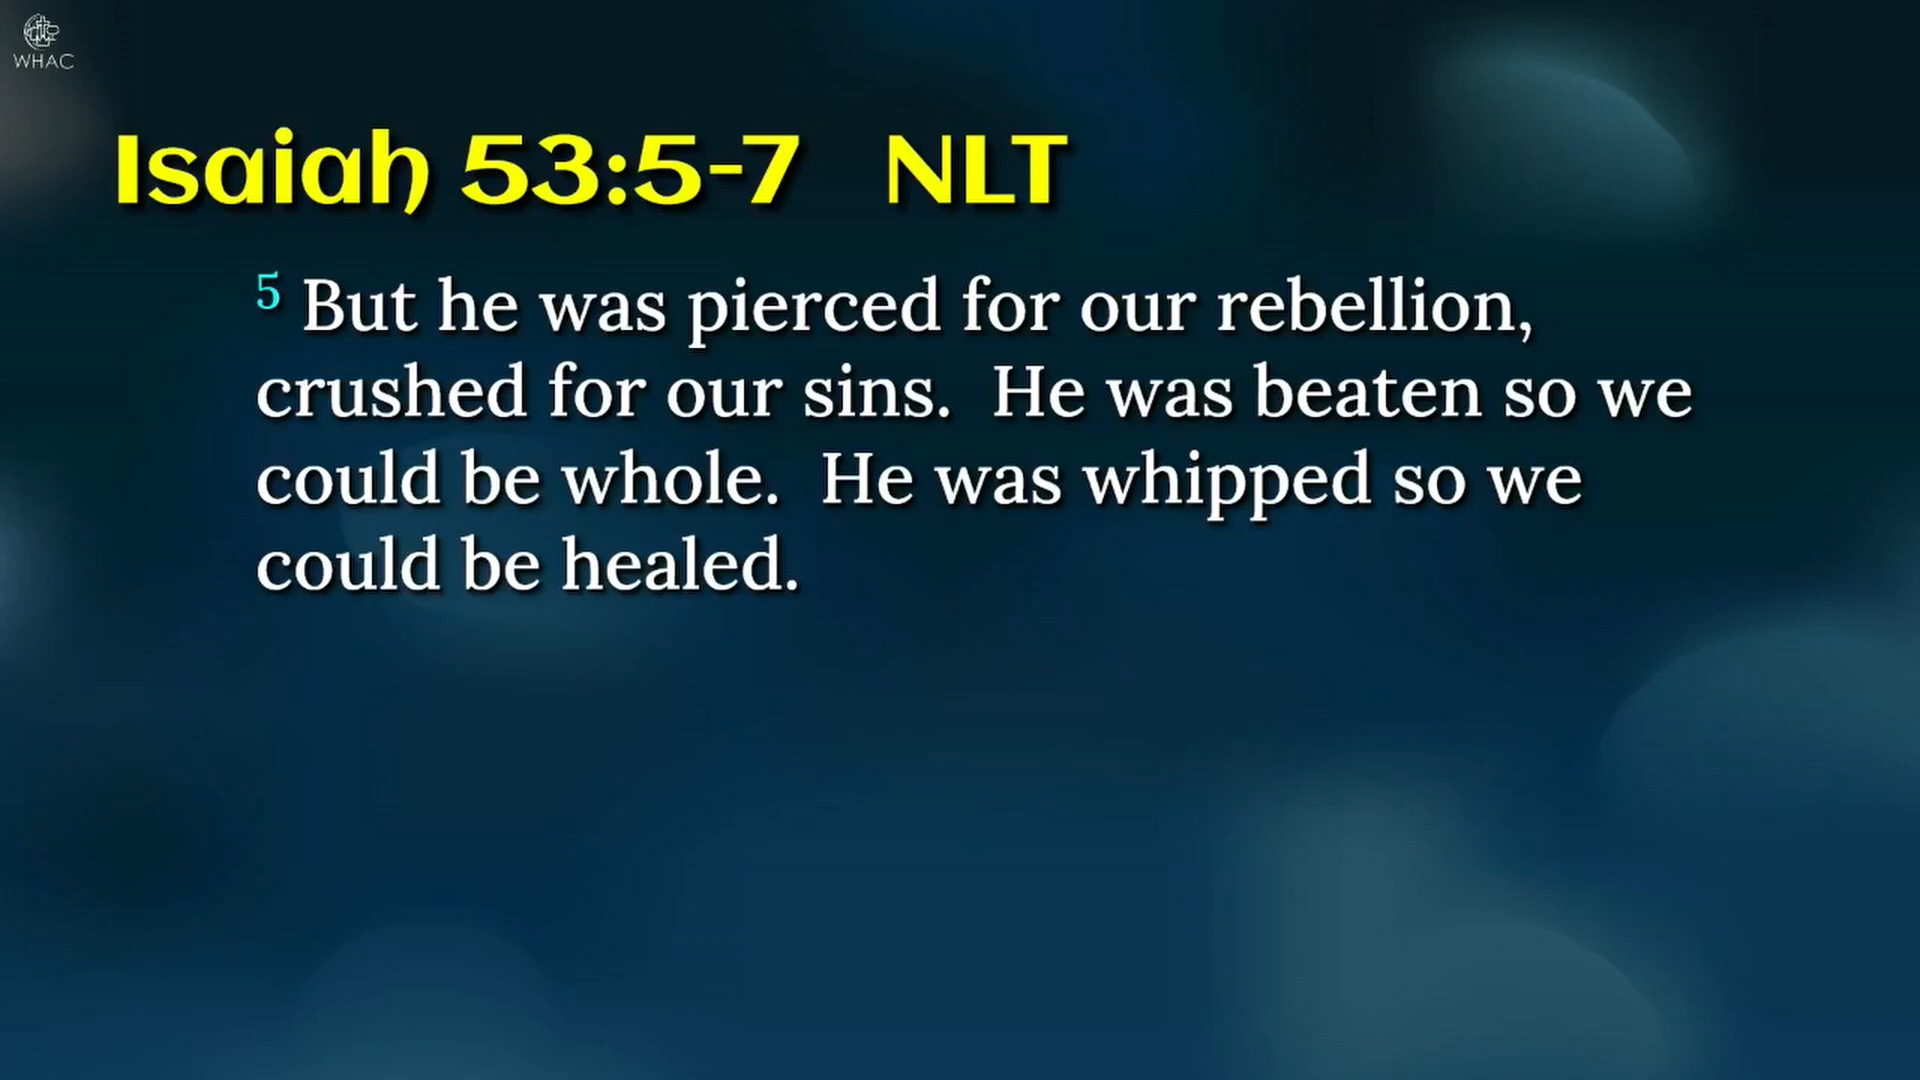 WHAC
Isaiah 53:5-7 NLT
5 But he was pierced for our rebellion,
crushed for our sins. He was beaten so we
could be whole. He was whipped so we
could be healed.